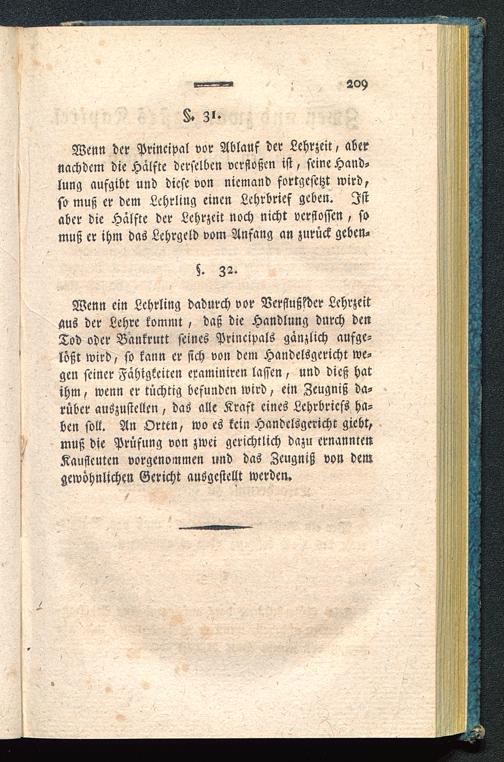 209
§. 31.
Wenn der Principal vor Ablauf der Lehrzeit, aber
nachdem die Hälfte derselben verflossen ist, seine Hand-
lung aufgibt und diese von niemand fortgesetzt wird,
so muß er dem Lehrling einen Lehrbrief geben. Ist
aber die Hälfte der Lehrzeit noch nicht verflossen, so
muß er ihm das Lehrgeld vom Anfang an zurück geben.
§. 32.
Wenn ein Lehrling dadurch vor Verfluß der Lehrzeit
aus der Lehre kommt, daß die Handlung durch den
Tod oder Bankrutt seines Principals gänzlich aufge-
lößt wird, so kann er sich von dem Handelsgericht we-
gen seiner Fähigkeiten examiniren lassen, und dieß hat
ihm, wenn er tüchtig befunden wird, ein Zeugniß da-
rüber auszustellen, das alle Kraft eines Lehrbriefs ha-
ben soll. An Orten, wo es kein Handelsgericht giebt,
muß die Prüfung von zwei gerichtlich dazu ernannten
Kaufleuten vorgenommen und das Zeugniß von dem
gewöhnlichen Gericht ausgestellt werden.